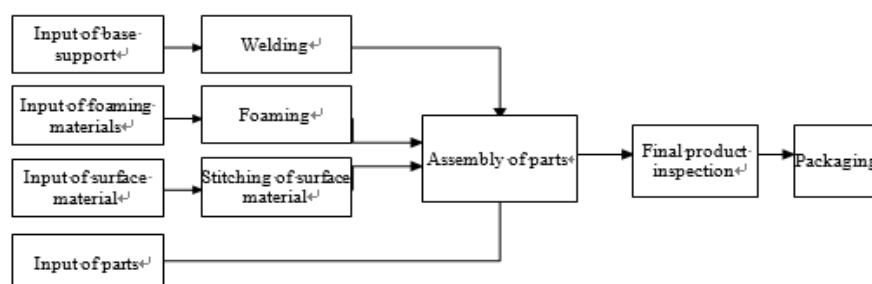 Input of base
support
Welding
Input of foaming
materials
Foaming
Input of surface
material
Stitching of surface
material
Input of parts
Assembly of parts
Final product
inspection
Packaging